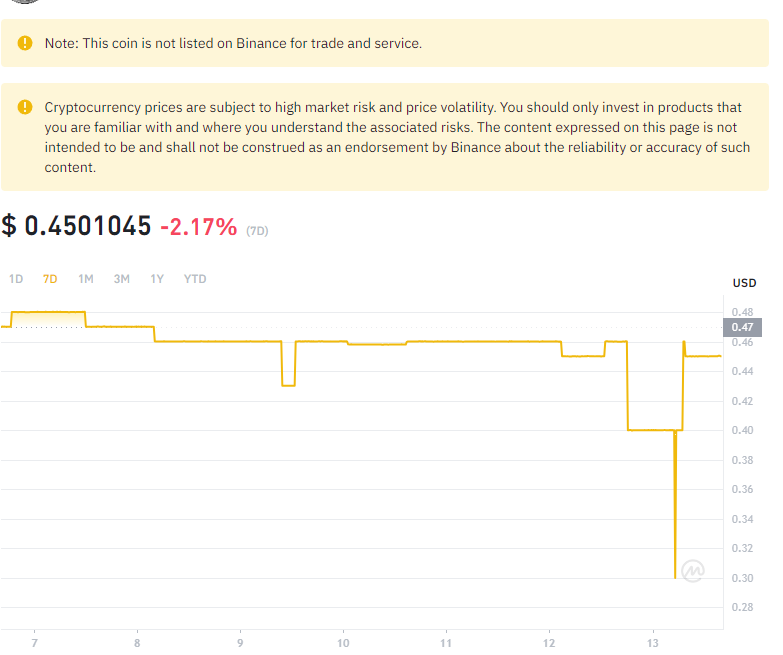 Note: This coin is not listed on Binance for trade and service.
Cryptocurrency prices are subject to high market risk and price volatility. You should only invest in products that
you are familiar with and where you understand the associated risks. The content expressed on this page is not
intended to be and shall not be construed as an endorsement by Binance about the reliability or accuracy of such
content.
$ 0.4501045 -2.17% (7D)
1D 7D 1M 3M 1Y YTD
USD
0.48
0.47
0.46
0.44
0.42
0.40
0.38
0.36
0.34
0.32
0.30
0.28
7 8 9 10 11 12 13